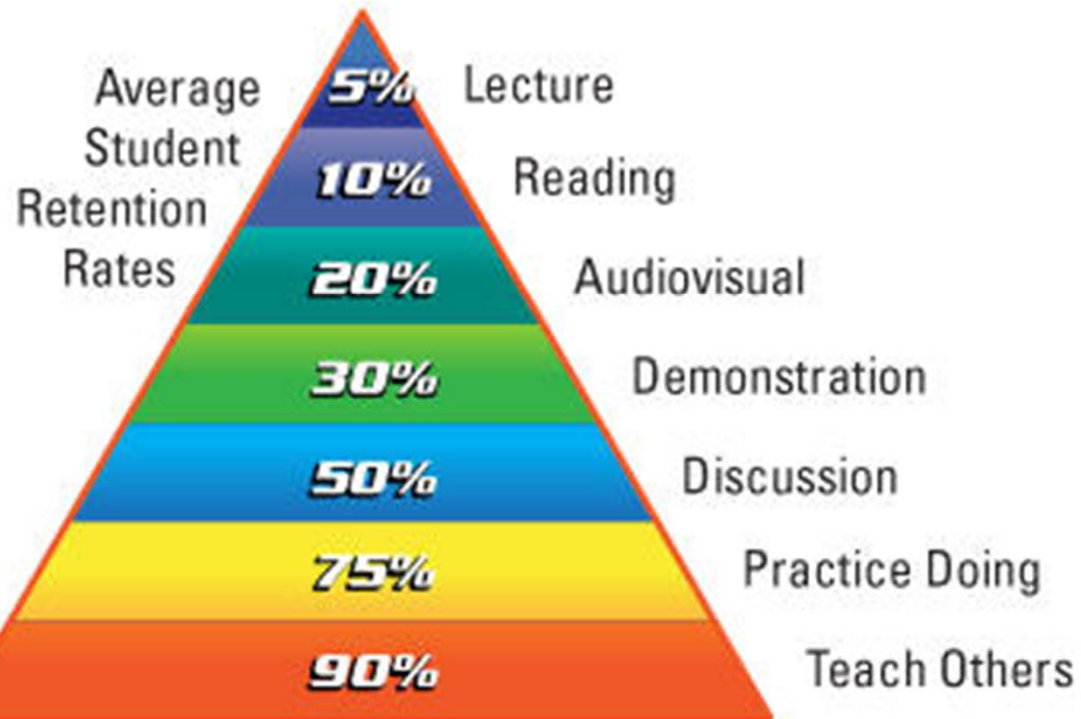 Average
Student
Retention
Rates
5% Lecture
10% Reading
20% Audiovisual
30% Demonstration
50% Discussion
75% Practice Doing
90% Teach Others